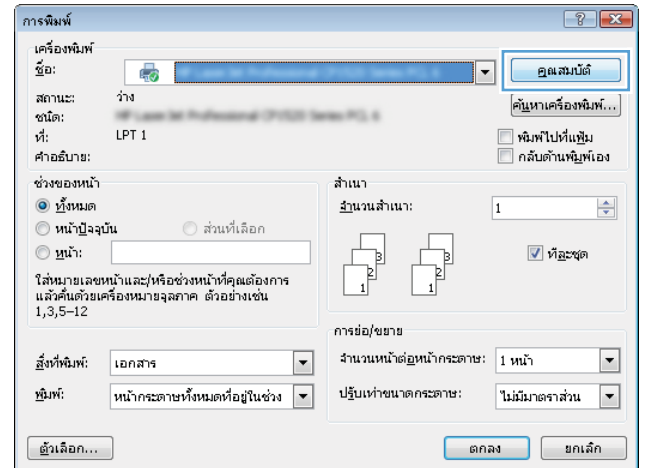 การพิมพ์
เครื่องพิมพ์
ชื่อ:
คุณสมบัติ
สถานะ: ว่าง
ชนิด:
ค้นหาเครื่องพิมพ์...
ที่: LPT 1
พิมพ์ไปที่แฟ้ม
คำอธิบาย:
กลับด้านพิมพ์เอง
ช่วงของหน้า
ทั้งหมด
หน้าปัจจุบัน ส่วนที่เลือก
หน้า:
ใส่หมายเลขหน้าและ/หรือช่วงหน้าที่คุณต้องการ
แล้วคั่นด้วยเครื่องหมายจุลภาค ตัวอย่างเช่น
1,3,5–12
สำเนา
จำนวนสำเนา: 1
3
2
1
3
2
1
ทีละชุด
สิ่งที่พิมพ์: เอกสาร
พิมพ์: หน้ากระดาษทั้งหมดที่อยู่ในช่วง
การย่อ/ขยาย
จำนวนหน้าต่อหน้ากระดาษ: 1 หน้า
ปรับเท่าขนาดกระดาษ: ไม่มีมาตราส่วน
ตัวเลือก...
ตกลง
ยกเลิก